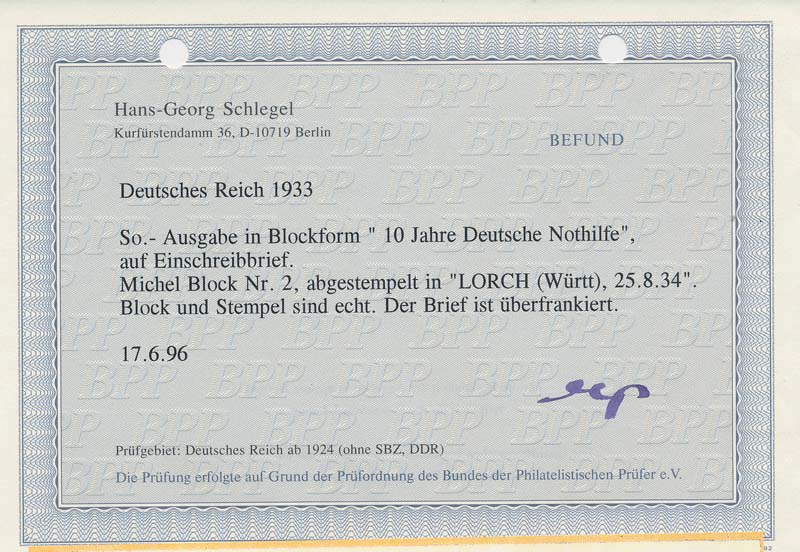 Hans-Georg Schlegel
Kurfürstendamm 36, D-10719 Berlin
BEFUND
Deutsches Reich 1933
So.- Ausgabe in Blockform " 10 Jahre Deutsche Nothilfe",
auf Einschreibbrief.
Michel Block Nr. 2, abgestempelt in "LORCH (Württ), 25.8.34".
Block und Stempel sind echt. Der Brief ist überfrankiert.
17.6.96
Prüfgebiet: Deutsches Reich ab 1924 (ohne SBZ, DDR)
Die Prüfung erfolgte auf Grund der Prüfordnung des Bundes der Philatelistischen Prüfer e.V.